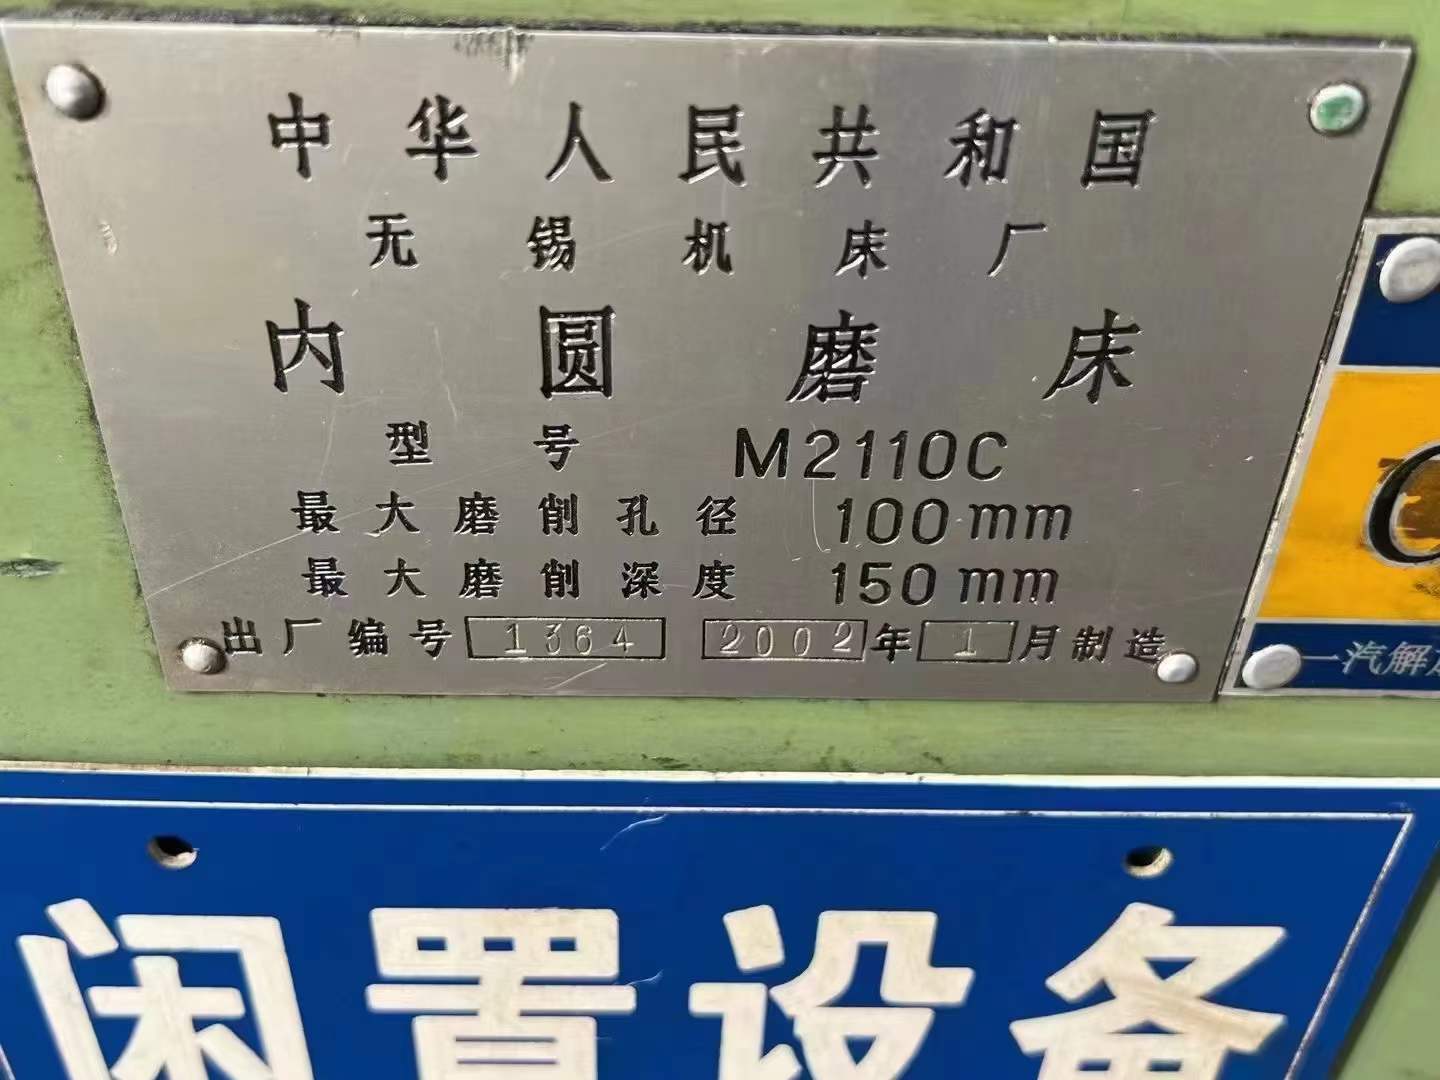 中华人民共和国
无锡机床厂
内圆磨床
型号 M2110C
最大磨削孔径 100mm
最大磨削深度 150mm
出厂编号 1364 2002年1月制造
一汽解
闲置设备